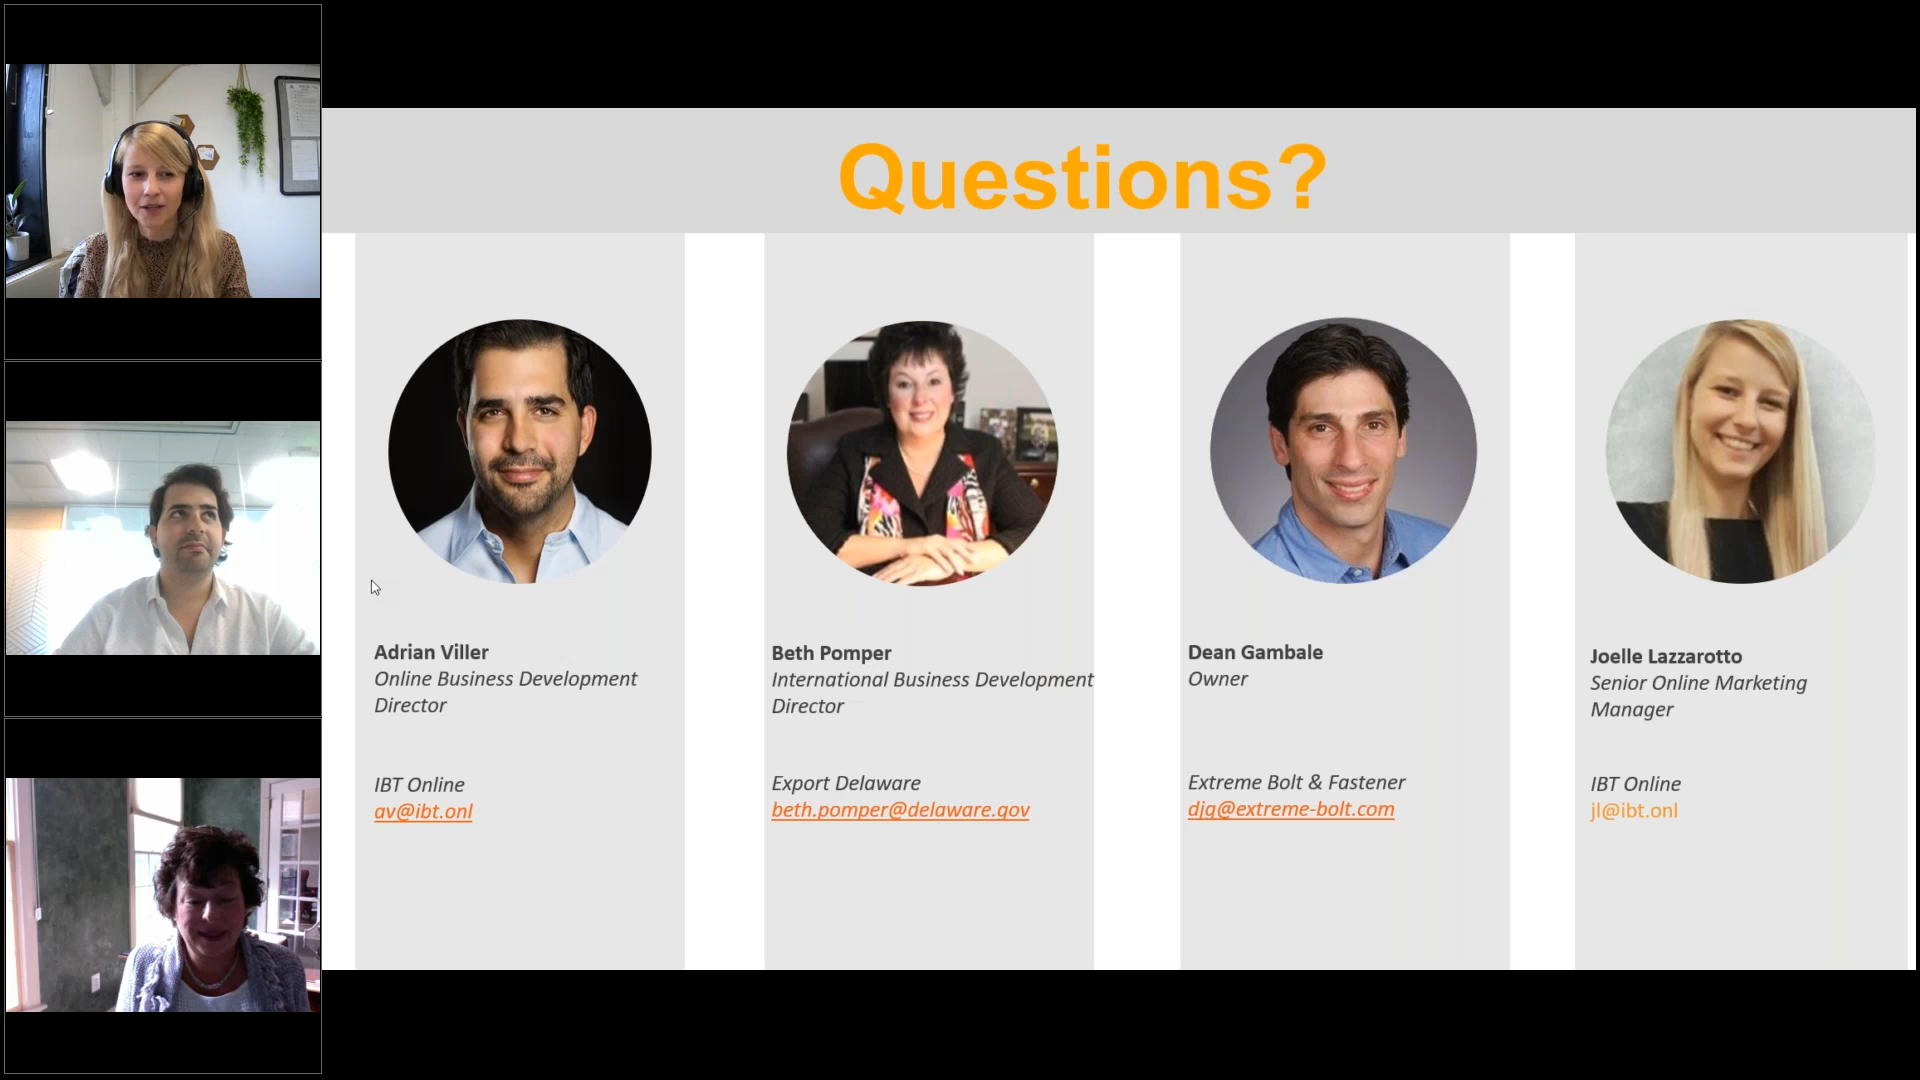 Questions?
Adrian Viller
Online Business Development
Director
IBT Online
av@ibt.onl
Beth Pomper
International Business Development
Director
Export Delaware
beth.pomper@delaware.gov
Dean Gambale
Owner
Extreme Bolt & Fastener
djg@extreme-bolt.com
Joelle Lazzarotto
Senior Online Marketing
Manager
IBT Online
jl@ibt.onl